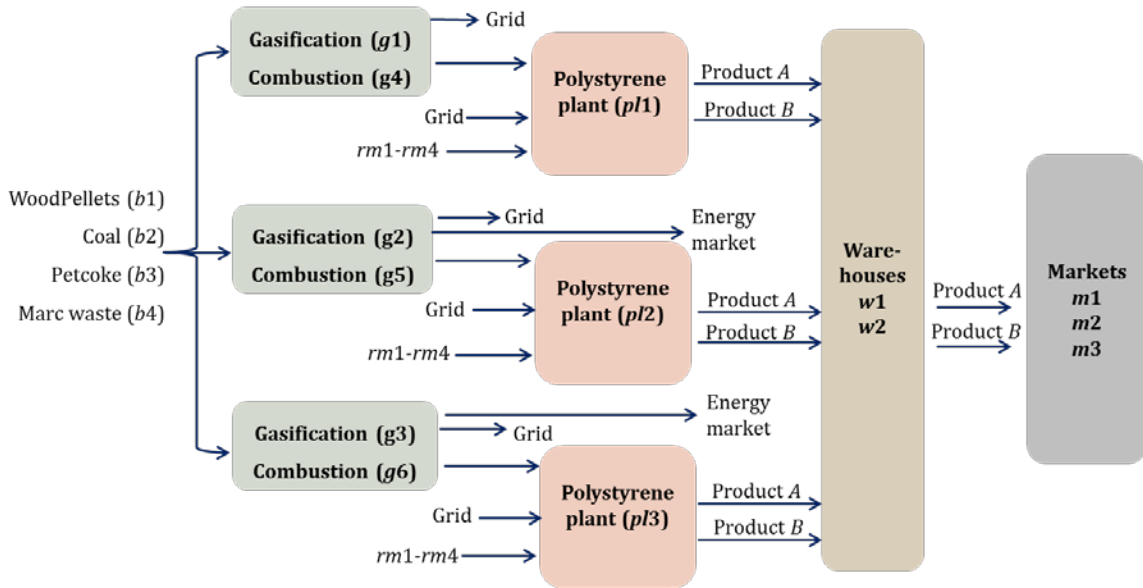 WoodPellets (b1)
Coal (b2)
Petcoke (b3)
Marc waste (b4)
Gasification (g1)
Combustion (g4)
Grid
Grid
rm1-rm4
Polystyrene
plant (pl1)
Product A
Product B
Gasification (g2)
Combustion (g5)
Grid
Energy
market
Grid
rm1-rm4
Polystyrene
plant (pl2)
Product A
Product B
Gasification (g3)
Combustion (g6)
Energy
market
Grid
Grid
rm1-rm4
Polystyrene
plant (pl3)
Product A
Product B
Ware-
houses
w1
w2
Product A
Product B
Markets
m1
m2
m3